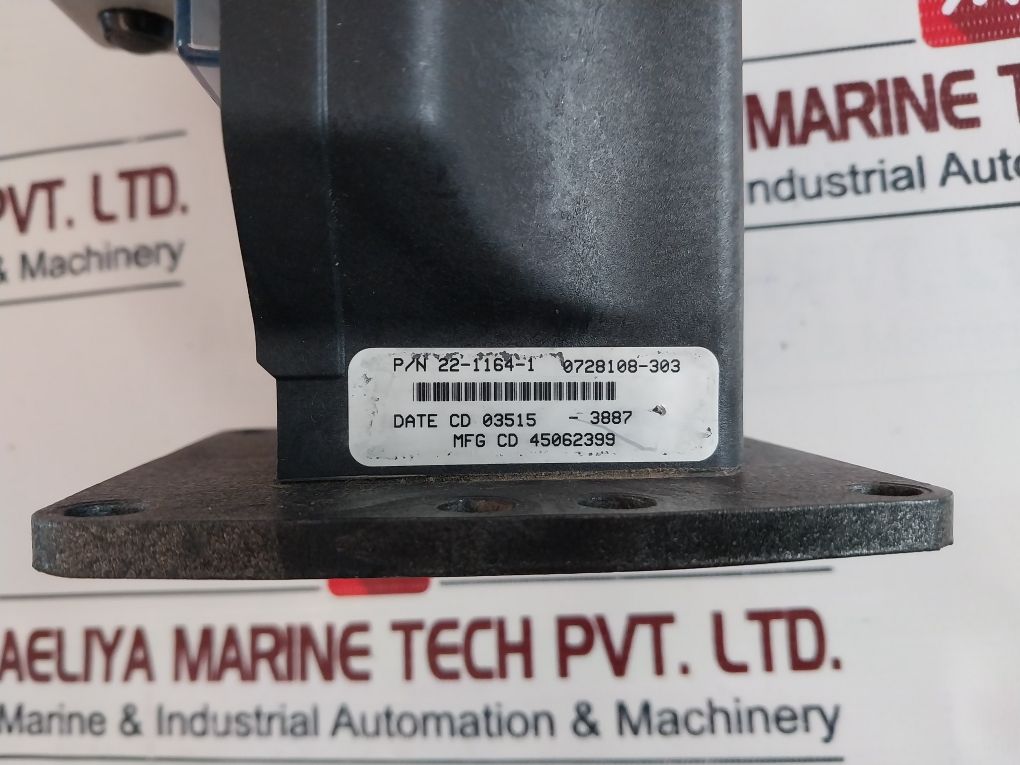 MARINE T
ndustrial Auto
PVT. LTD.
& Machinery
P/N 22-1164-1 0728108-303
DATE CD 03515 - 3887
MFG CD 45062399
AELIYA MARINE TECH PVT. LTD.
Marine & Industrial Automation & Machinery